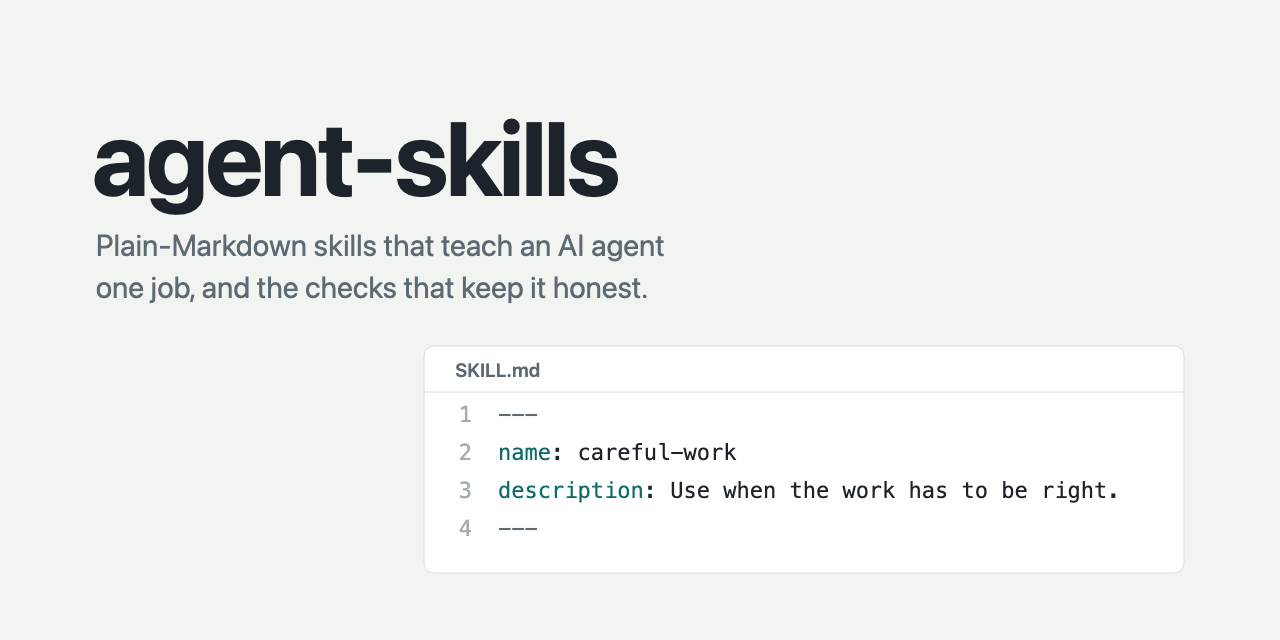 agent-skills
Plain-Markdown skills that teach an AI agent
one job, and the checks that keep it honest.
SKILL.md
1 ---
2 name: careful-work
3 description: Use when the work has to be right.
4 ---